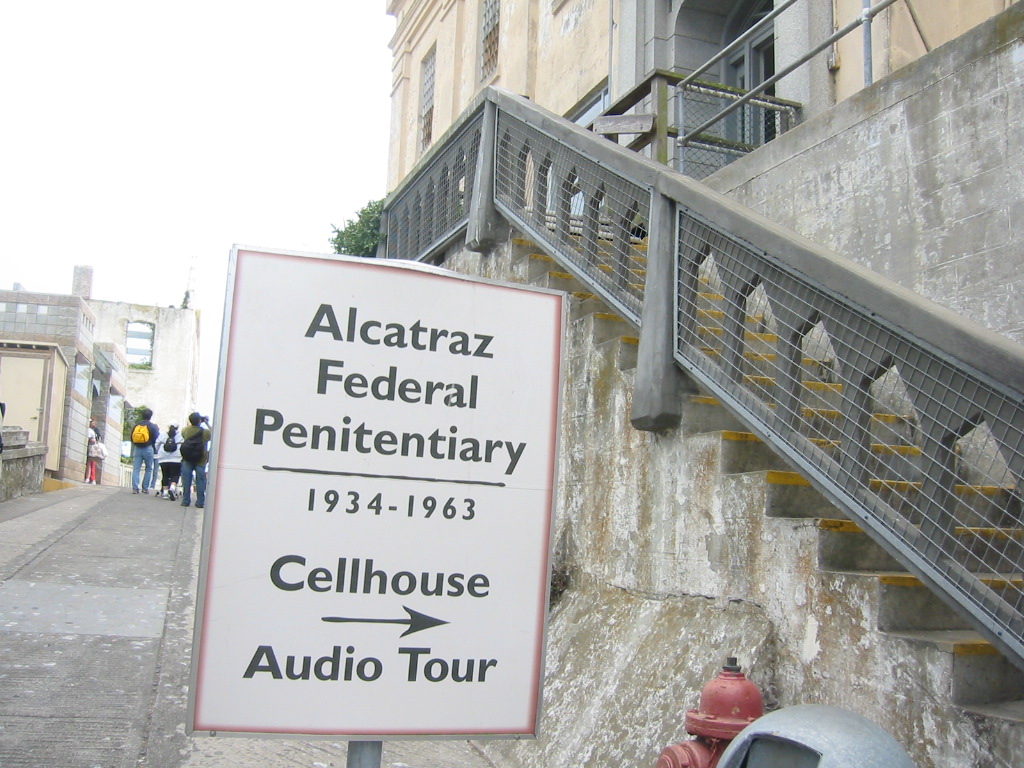 Alcatraz
Federal
Penitentiary
1934-1963
Cellhouse
Audio Tour